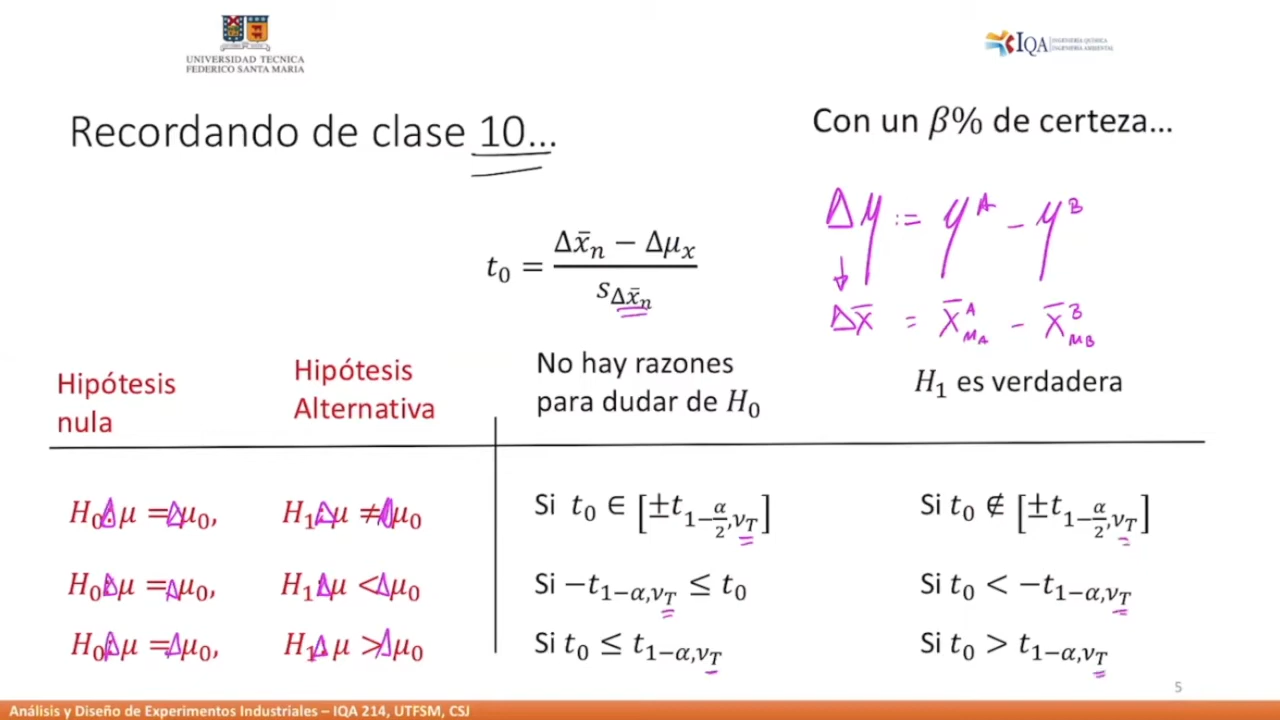 UNIVERSIDAD TECNICA
FEDERICO SANTA MARIA
IQA INGENIERÍA QUÍMICA
INGENIERÍA AMBIENTAL
Recordando de clase 10...
Con un β% de certeza...
Δy := y^A − y^B
t₀ = (Δx̄ₙ − Δμₓ) / s_Δx̄ₙ
Δx̄ = x̄^A_{MA} − x̄^B_{MB}
Hipótesis nula
Hipótesis Alternativa
No hay razones para dudar de H₀
H₁ es verdadera
H₀: Δμ = Δμ₀, H₁: Δμ ≠ Δμ₀ Si t₀ ∈ [±t_{1−α/2,ν_T}] Si t₀ ∉ [±t_{1−α/2,ν_T}]
H₀: Δμ = Δμ₀, H₁: Δμ < Δμ₀ Si −t_{1−α,ν_T} ≤ t₀ Si t₀ < −t_{1−α,ν_T}
H₀: Δμ = Δμ₀, H₁: Δμ > Δμ₀ Si t₀ ≤ t_{1−α,ν_T} Si t₀ > t_{1−α,ν_T}
5
Análisis y Diseño de Experimentos Industriales – IQA 214, UTFSM, CSJ